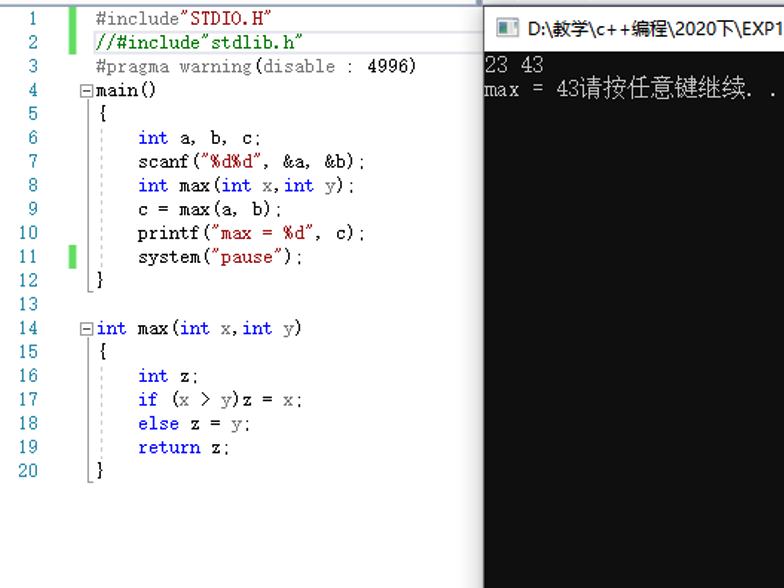 1 #include"STDIO.H"
2 //#include"stdlib.h"
3 #pragma warning(disable : 4996)
4 main()
5 {
6 int a, b, c;
7 scanf("%d%d", &a, &b);
8 int max(int x,int y);
9 c = max(a, b);
10 printf("max = %d", c);
11 system("pause");
12 }
13
14 int max(int x,int y)
15 {
16 int z;
17 if (x > y)z = x;
18 else z = y;
19 return z;
20 }
D:\教学\c++编程\2020下\EXP1
23 43
max = 43请按任意键继续. .